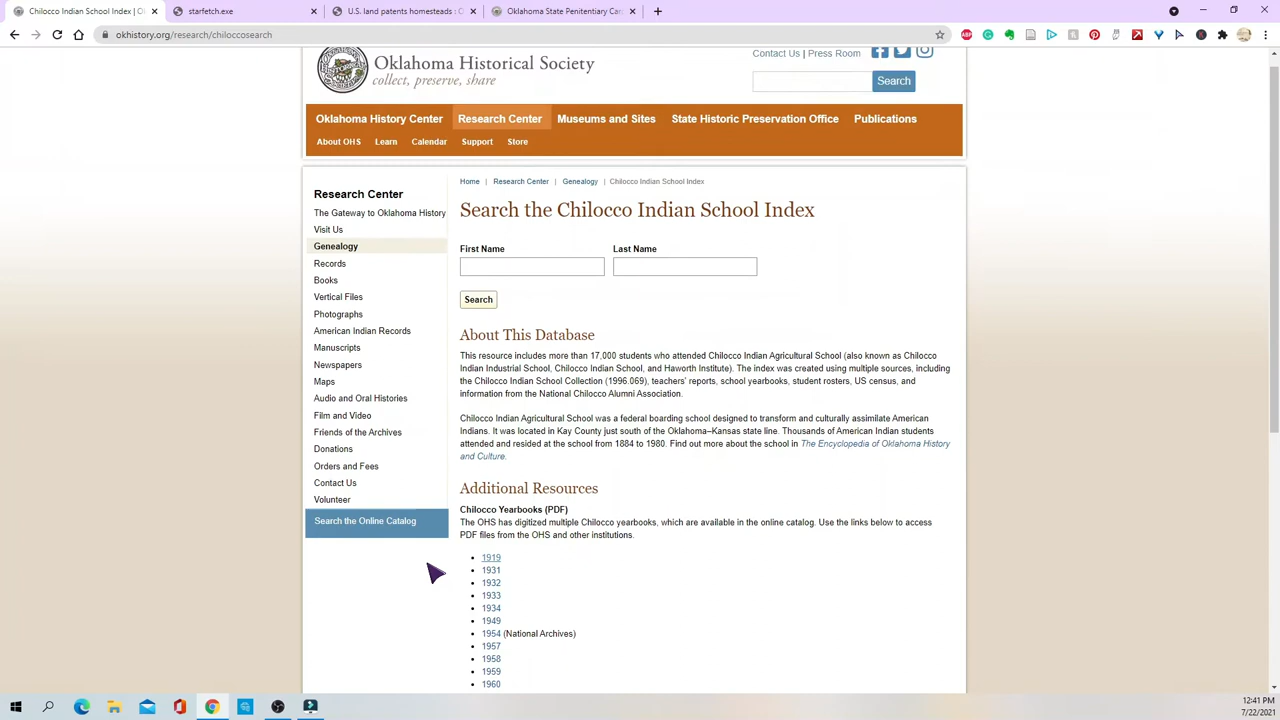 Chilocco Indian School Index | O
starfetch.exe
U.S. land patents homesteads - O
Oklahoma State Penitentiary Cas
okhistory.org/research/chiloccosearch
Oklahoma Historical Society
collect, preserve, share
Contact Us | Press Room
Search
Oklahoma History Center
Research Center
Museums and Sites
State Historic Preservation Office
Publications
About OHS
Learn
Calendar
Support
Store
Research Center
The Gateway to Oklahoma History
Visit Us
Genealogy
Records
Books
Vertical Files
Photographs
American Indian Records
Manuscripts
Newspapers
Maps
Audio and Oral Histories
Film and Video
Friends of the Archives
Donations
Orders and Fees
Contact Us
Volunteer
Search the Online Catalog
Home | Research Center | Genealogy | Chilocco Indian School Index
Search the Chilocco Indian School Index
First Name
Last Name
Search
About This Database
This resource includes more than 17,000 students who attended Chilocco Indian Agricultural School (also known as Chilocco
Indian Industrial School, Chilocco Indian School, and Haworth Institute). The index was created using multiple sources, including
the Chilocco Indian School Collection (1996.069), teachers' reports, school yearbooks, student rosters, US census, and
information from the National Chilocco Alumni Association.
Chilocco Indian Agricultural School was a federal boarding school designed to transform and culturally assimilate American
Indians. It was located in Kay County just south of the Oklahoma–Kansas state line. Thousands of American Indian students
attended and resided at the school from 1884 to 1980. Find out more about the school in The Encyclopedia of Oklahoma History
and Culture.
Additional Resources
Chilocco Yearbooks (PDF)
The OHS has digitized multiple Chilocco yearbooks, which are available in the online catalog. Use the links below to access
PDF files from the OHS and other institutions.
• 1919
• 1931
• 1932
• 1933
• 1934
• 1949
• 1954 (National Archives)
• 1957
• 1958
• 1959
• 1960
12:41 PM
7/22/2021